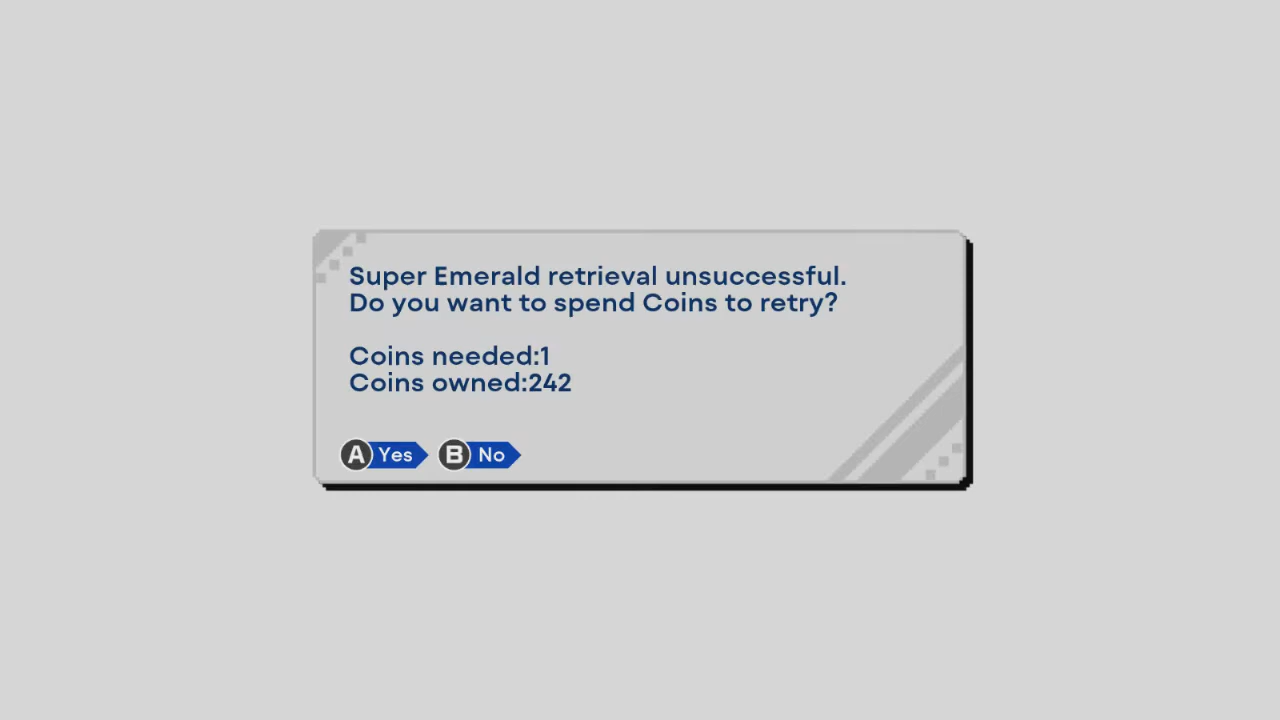 Super Emerald retrieval unsuccessful.
Do you want to spend Coins to retry?
Coins needed:1
Coins owned:242
A Yes B No